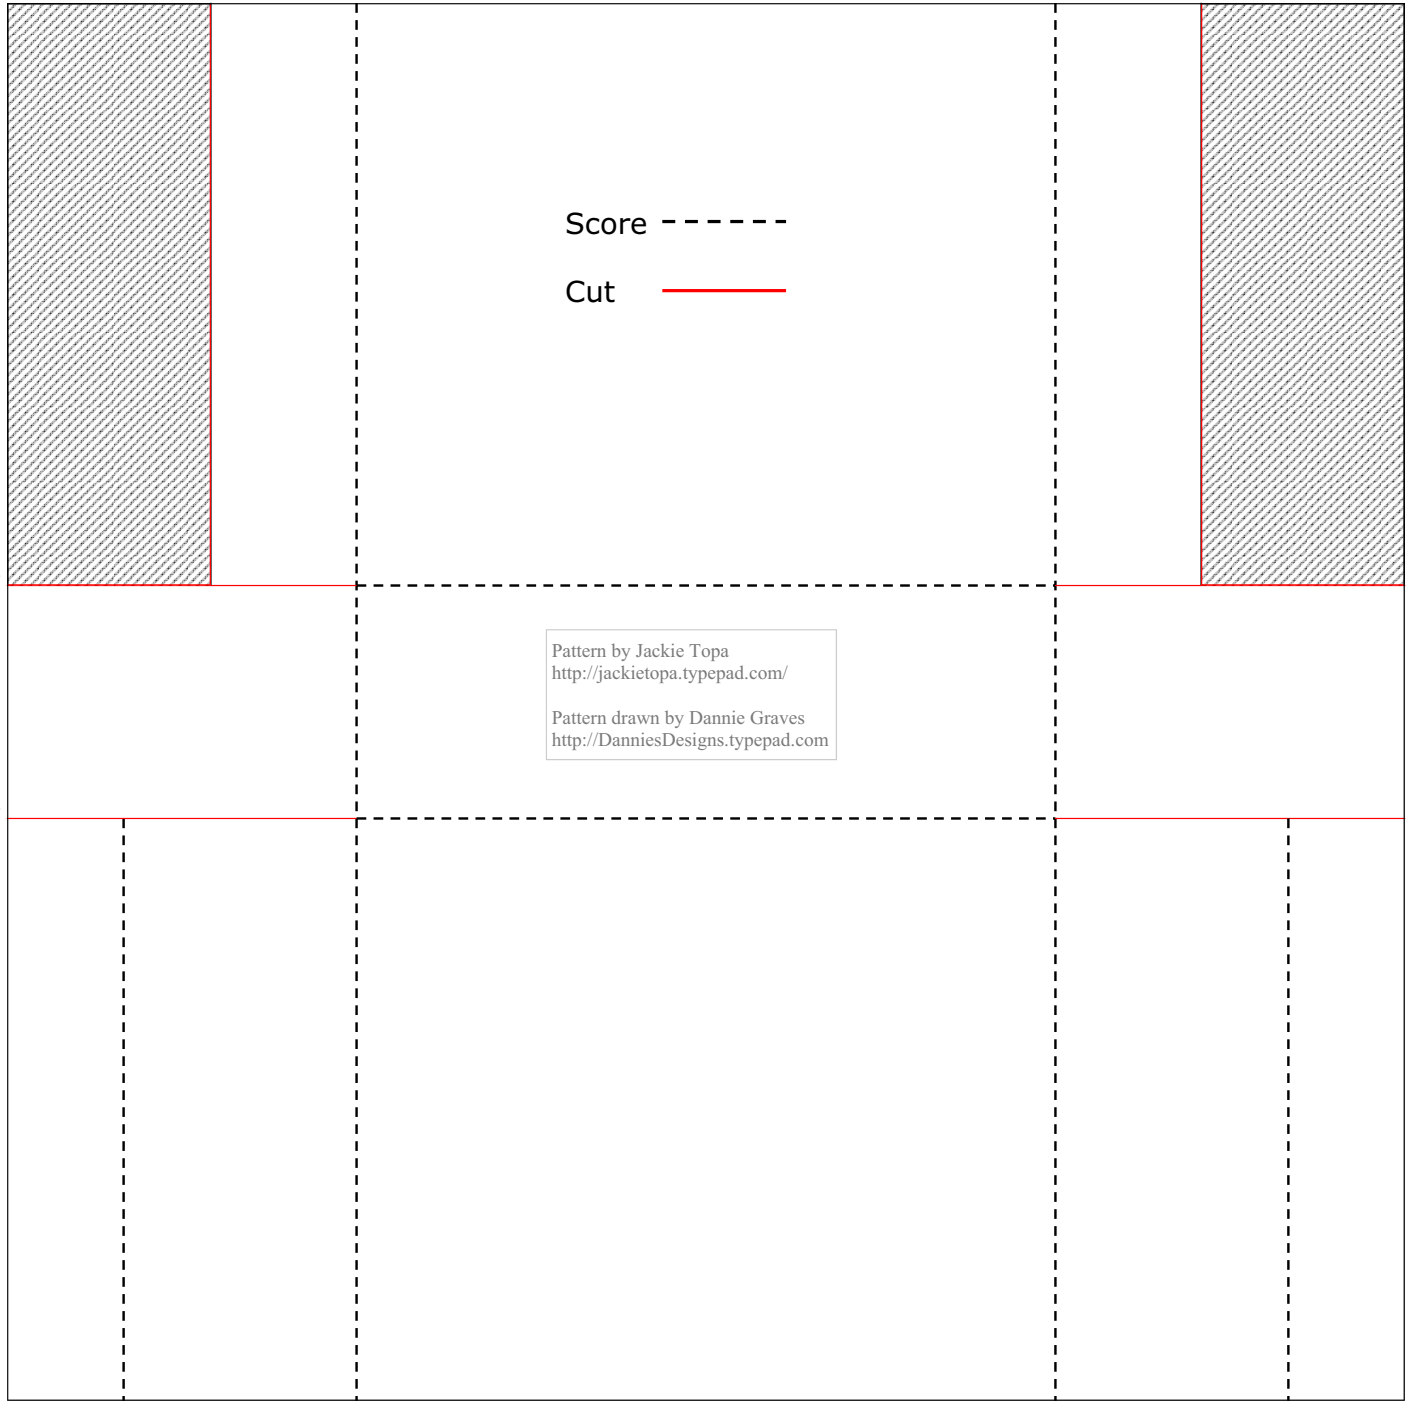 Score
Cut
Pattern by Jackie Topa
http://jackietopa.typepad.com/
Pattern drawn by Dannie Graves
http://DanniesDesigns.typepad.com